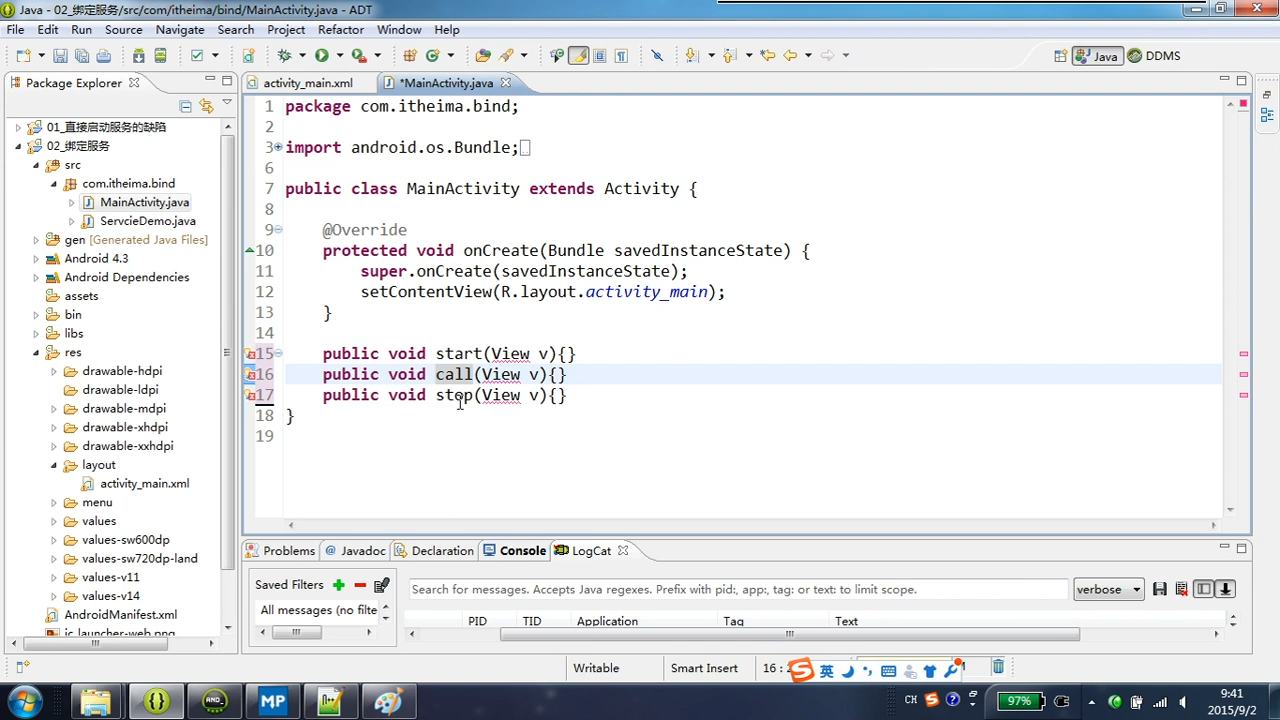 Java - 02_绑定服务/src/com/itheima/bind/MainActivity.java - ADT
File Edit Run Source Navigate Search Project Refactor Window Help
Java DDMS
Package Explorer
activity_main.xml
*MainActivity.java
01_直接启动服务的缺陷
02_绑定服务
src
com.itheima.bind
MainActivity.java
ServcieDemo.java
gen [Generated Java Files]
Android 4.3
Android Dependencies
assets
bin
libs
res
drawable-hdpi
drawable-ldpi
drawable-mdpi
drawable-xhdpi
drawable-xxhdpi
layout
activity_main.xml
menu
values
values-sw600dp
values-sw720dp-land
values-v11
values-v14
AndroidManifest.xml
ic_launcher-web.png
1 package com.itheima.bind;
2
3 import android.os.Bundle;
6
7 public class MainActivity extends Activity {
8
9 @Override
10 protected void onCreate(Bundle savedInstanceState) {
11 super.onCreate(savedInstanceState);
12 setContentView(R.layout.activity_main);
13 }
14
15 public void start(View v){}
16 public void call(View v){}
17 public void stop(View v){}
18 }
19
Problems @ Javadoc Declaration Console LogCat
Saved Filters
All messages (no filte
Search for messages. Accepts Java regexes. Prefix with pid:, app:, tag: or text: to limit scope.
verbose
PID TID Application Tag Text
Writable Smart Insert 16 :
英
CH
97%
9:41
2015/9/2